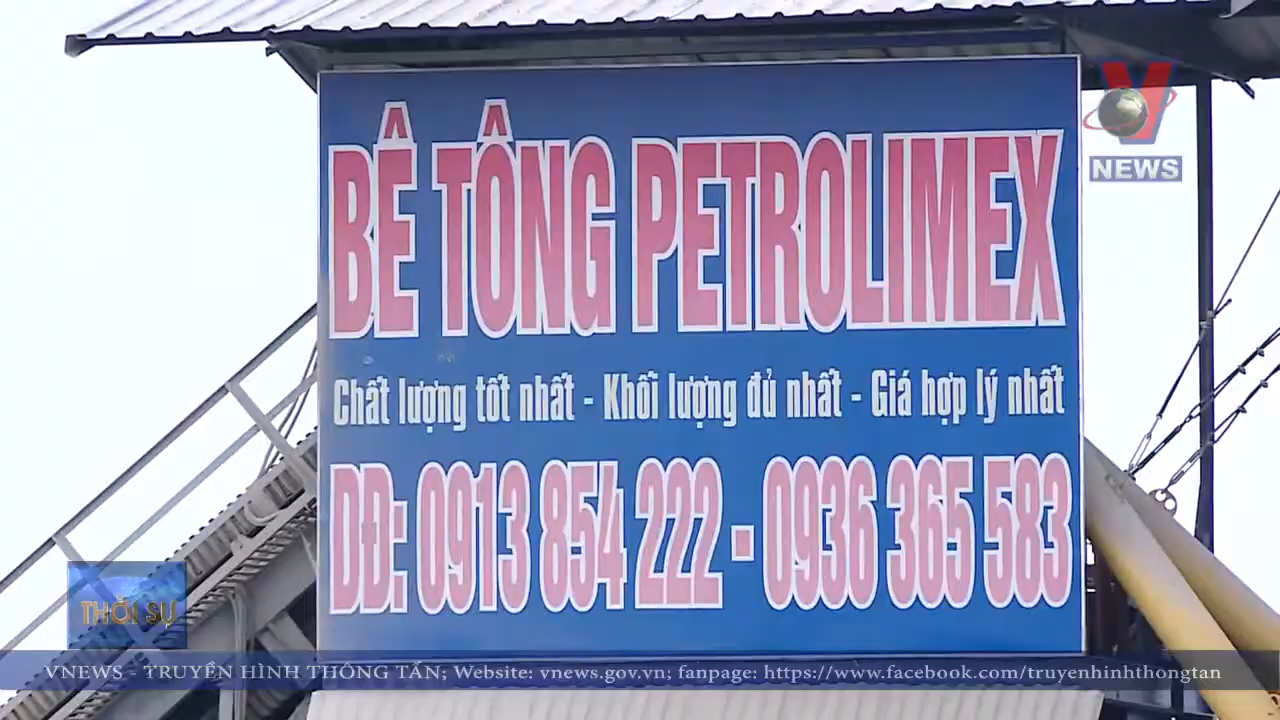 BÊ TÔNG PETROLIMEX
Chất lượng tốt nhất - Khối lượng đủ nhất - Giá hợp lý nhất
DĐ: 0913 854 222 - 0936 365 583
V
NEWS
THỜI SỰ
VNEWS - TRUYỀN HÌNH THÔNG TẤN; Website: vnews.gov.vn; fanpage: https://www.facebook.com/truyenhinhthongtan